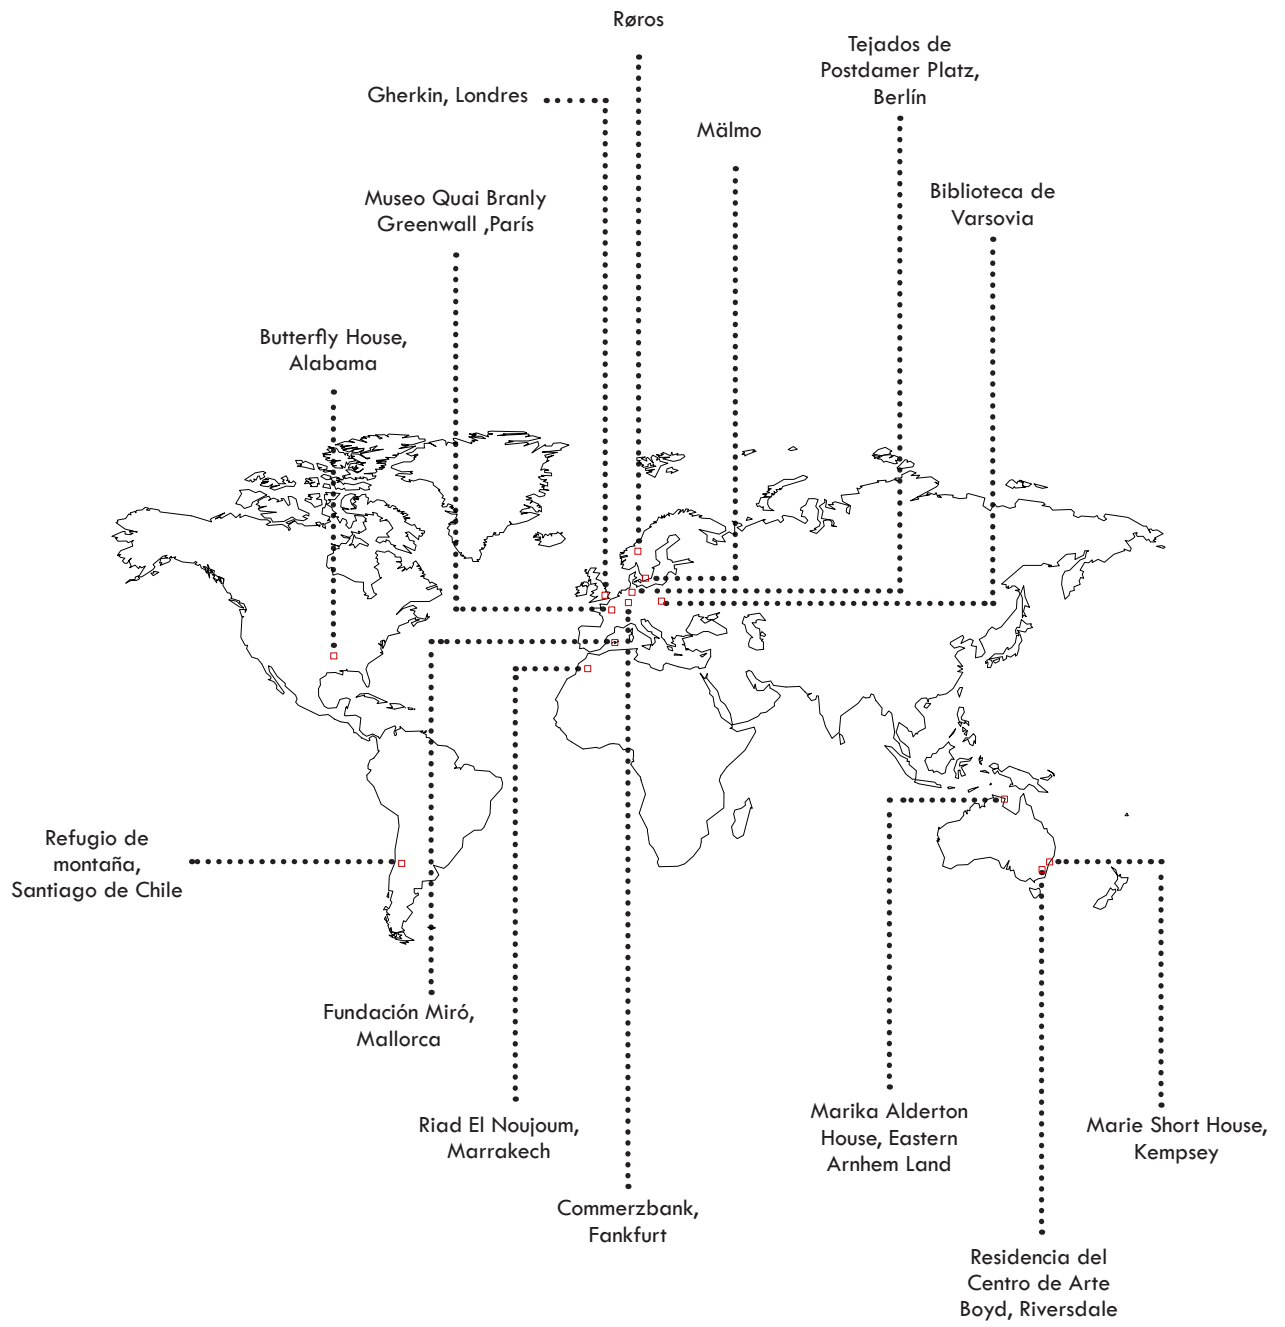 Røros
Tejados de
Postdamer Platz,
Berlín
Gherkin, Londres
Mälmo
Museo Quai Branly
Greenwall ,París
Biblioteca de
Varsovia
Butterfly House,
Alabama
Refugio de
montaña,
Santiago de Chile
Fundación Miró,
Mallorca
Riad El Noujoum,
Marrakech
Marika Alderton
House, Eastern
Arnhem Land
Marie Short House,
Kempsey
Commerzbank,
Fankfurt
Residencia del
Centro de Arte
Boyd, Riversdale